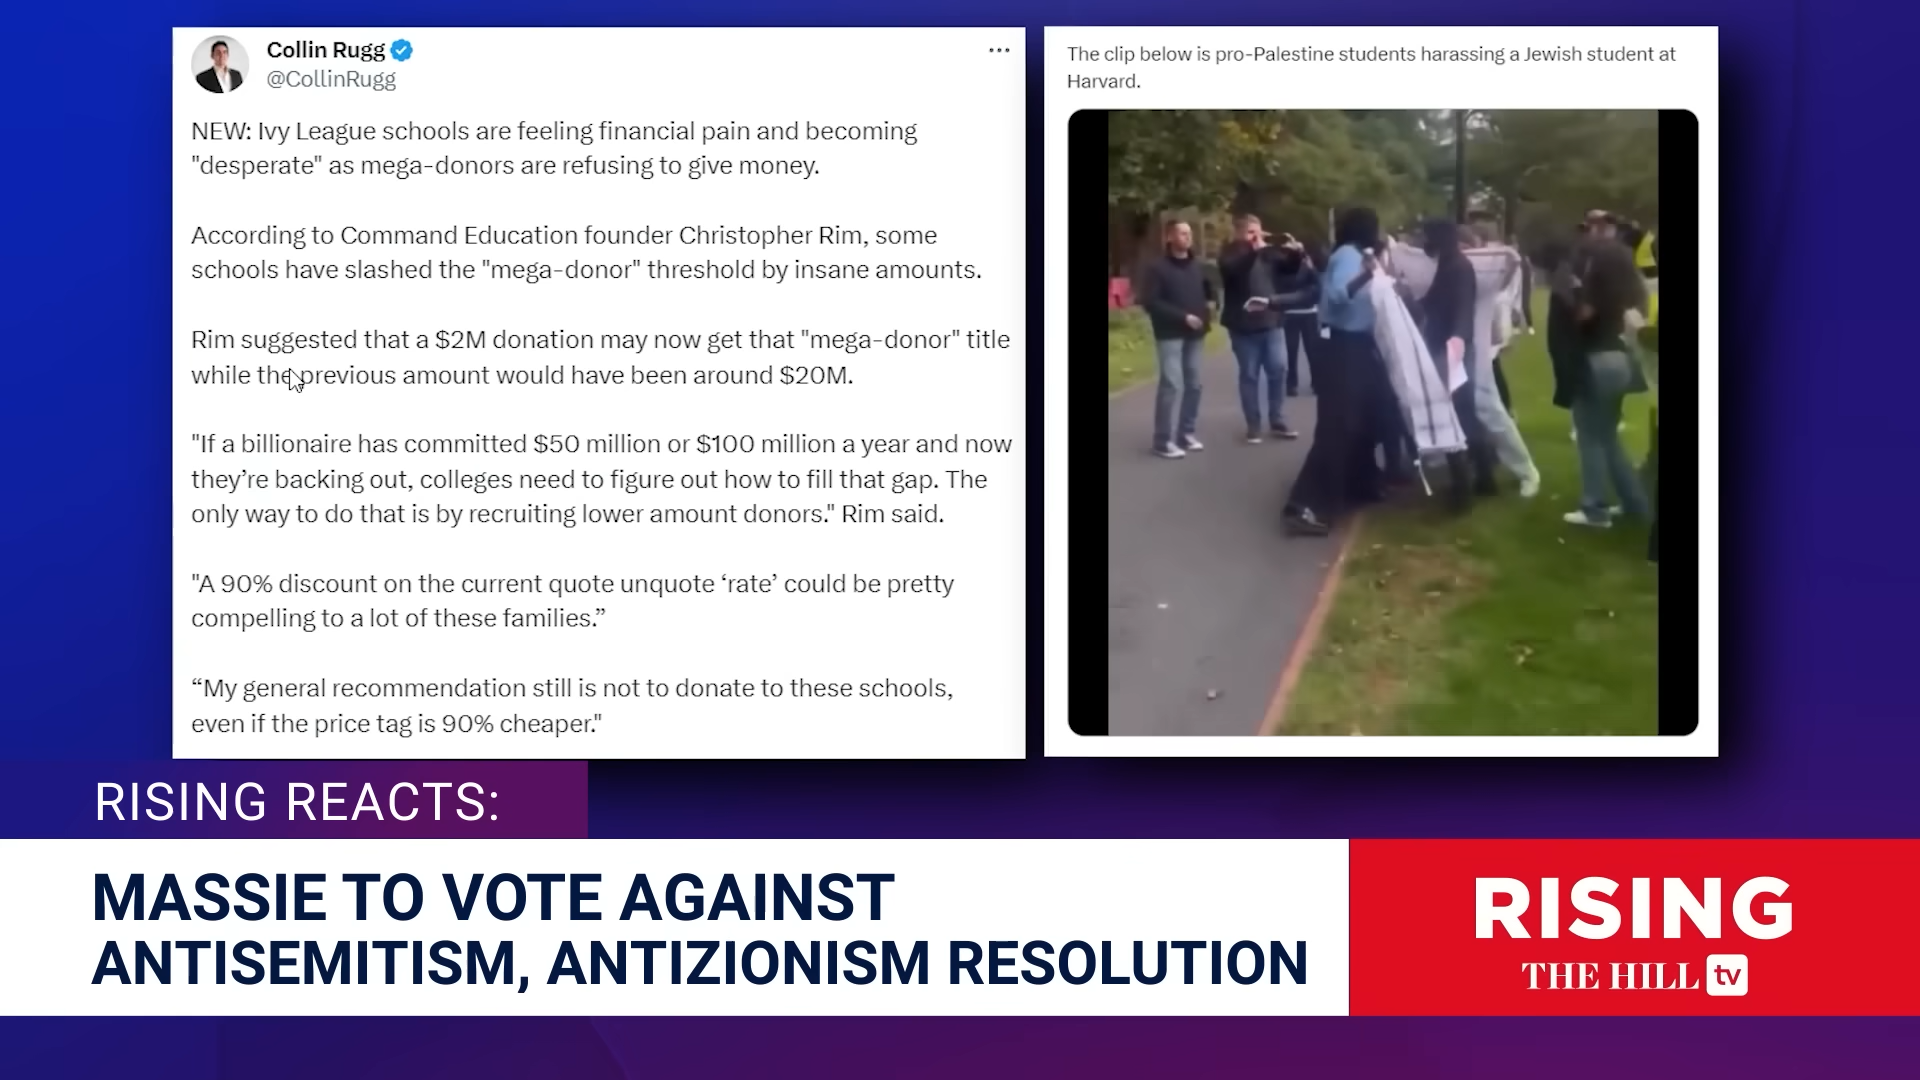 Collin Rugg
@CollinRugg
NEW: Ivy League schools are feeling financial pain and becoming
"desperate" as mega-donors are refusing to give money.
According to Command Education founder Christopher Rim, some
schools have slashed the "mega-donor" threshold by insane amounts.
Rim suggested that a $2M donation may now get that "mega-donor" title
while the previous amount would have been around $20M.
"If a billionaire has committed $50 million or $100 million a year and now
they’re backing out, colleges need to figure out how to fill that gap. The
only way to do that is by recruiting lower amount donors." Rim said.
"A 90% discount on the current quote unquote ‘rate’ could be pretty
compelling to a lot of these families.”
“My general recommendation still is not to donate to these schools,
even if the price tag is 90% cheaper."
The clip below is pro-Palestine students harassing a Jewish student at
Harvard.
RISING REACTS:
MASSIE TO VOTE AGAINST
ANTISEMITISM, ANTIZIONISM RESOLUTION
RISING
THE HILL tv